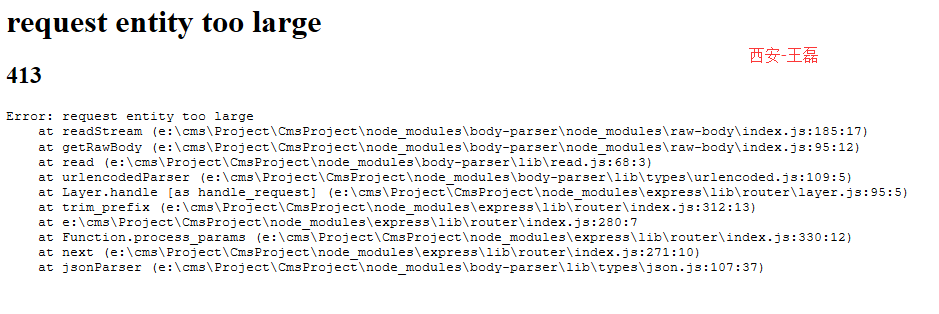 request entity too large
西安-王磊
413
Error: request entity too large
at readStream (e:\cms\Project\CmsProject\node_modules\body-parser\node_modules\raw-body\index.js:185:17)
at getRawBody (e:\cms\Project\CmsProject\node_modules\body-parser\node_modules\raw-body\index.js:95:12)
at read (e:\cms\Project\CmsProject\node_modules\body-parser\lib\read.js:68:3)
at urlencodedParser (e:\cms\Project\CmsProject\node_modules\body-parser\lib\types\urlencoded.js:109:5)
at Layer.handle [as handle_request] (e:\cms\Project\CmsProject\node_modules\express\lib\router\layer.js:95:5)
at trim_prefix (e:\cms\Project\CmsProject\node_modules\express\lib\router\index.js:312:13)
at e:\cms\Project\CmsProject\node_modules\express\lib\router\index.js:280:7
at Function.process_params (e:\cms\Project\CmsProject\node_modules\express\lib\router\index.js:330:12)
at next (e:\cms\Project\CmsProject\node_modules\express\lib\router\index.js:271:10)
at jsonParser (e:\cms\Project\CmsProject\node_modules\body-parser\lib\types\json.js:107:37)